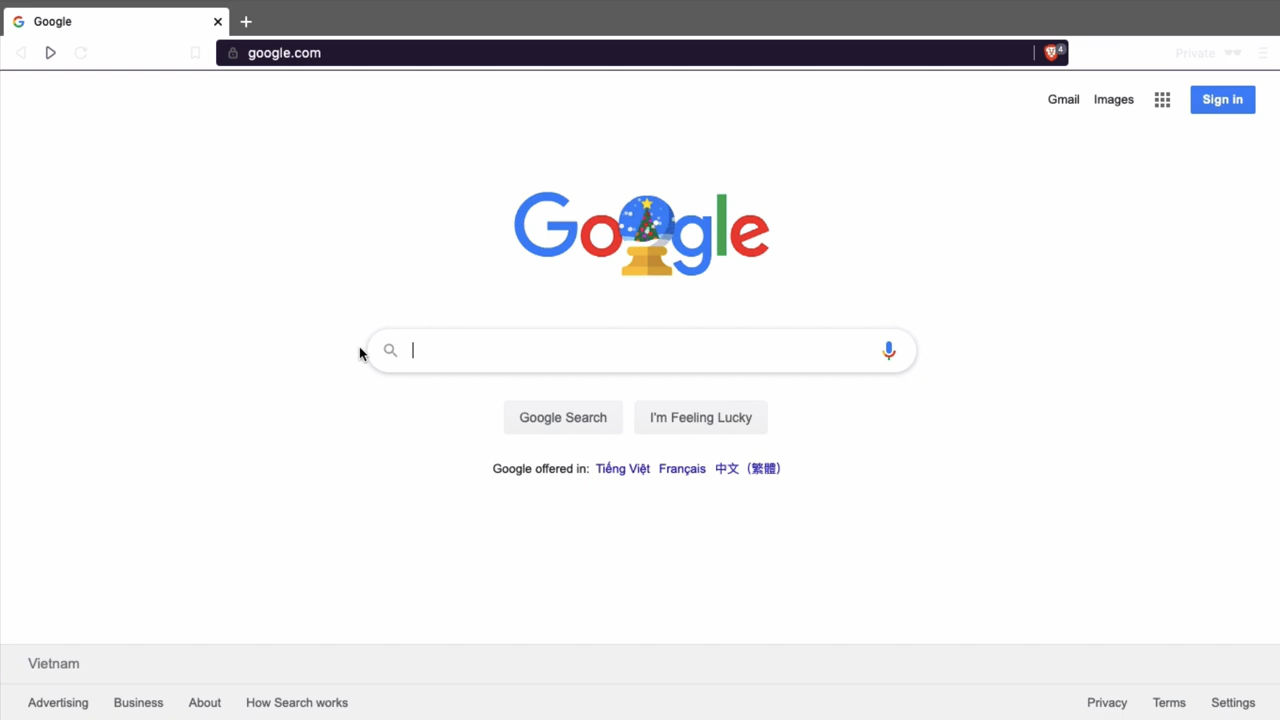 Google
google.com
4
Private
Gmail Images
Sign in
Google
Google Search
I'm Feeling Lucky
Google offered in: Tiếng Việt Français 中文（繁體）
Vietnam
Advertising Business About How Search works
Privacy Terms Settings